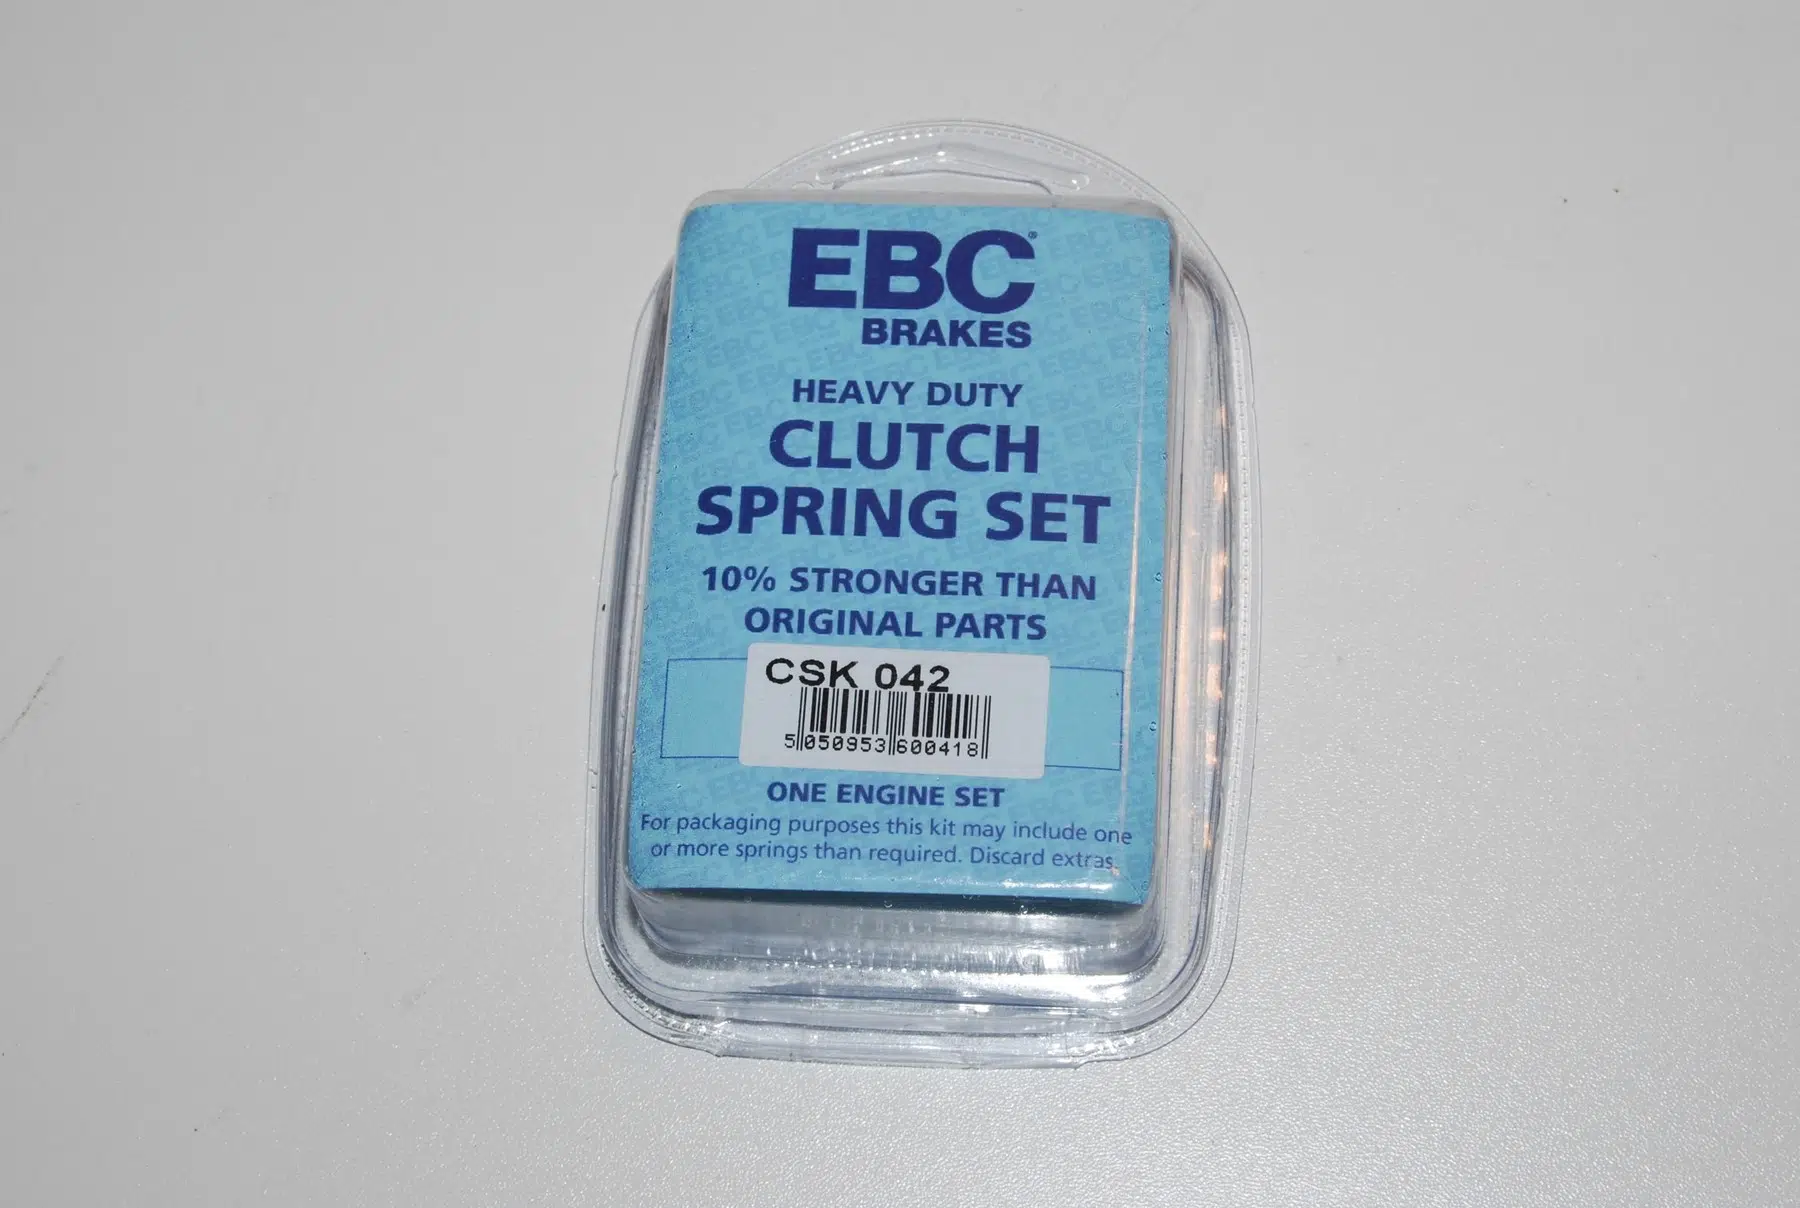 EBC®
BRAKES
HEAVY DUTY
CLUTCH
SPRING SET
10% STRONGER THAN
ORIGINAL PARTS
CSK 042
5 050953 600418
ONE ENGINE SET
For packaging purposes this kit may include one
or more springs than required. Discard extras.